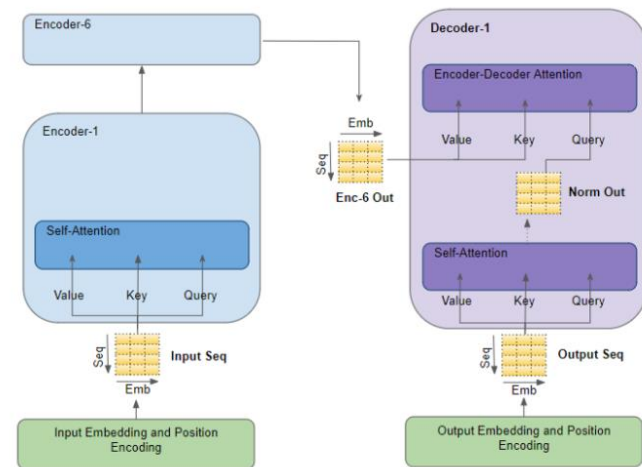 Encoder-6
Encoder-1
Self-Attention
Value Key Query
Seq
Input Seq
Emb
Input Embedding and Position
Encoding
Emb
Seq
Enc-6 Out
Decoder-1
Encoder-Decoder Attention
Value Key Query
Norm Out
Self-Attention
Value Key Query
Seq
Output Seq
Emb
Output Embedding and Position
Encoding